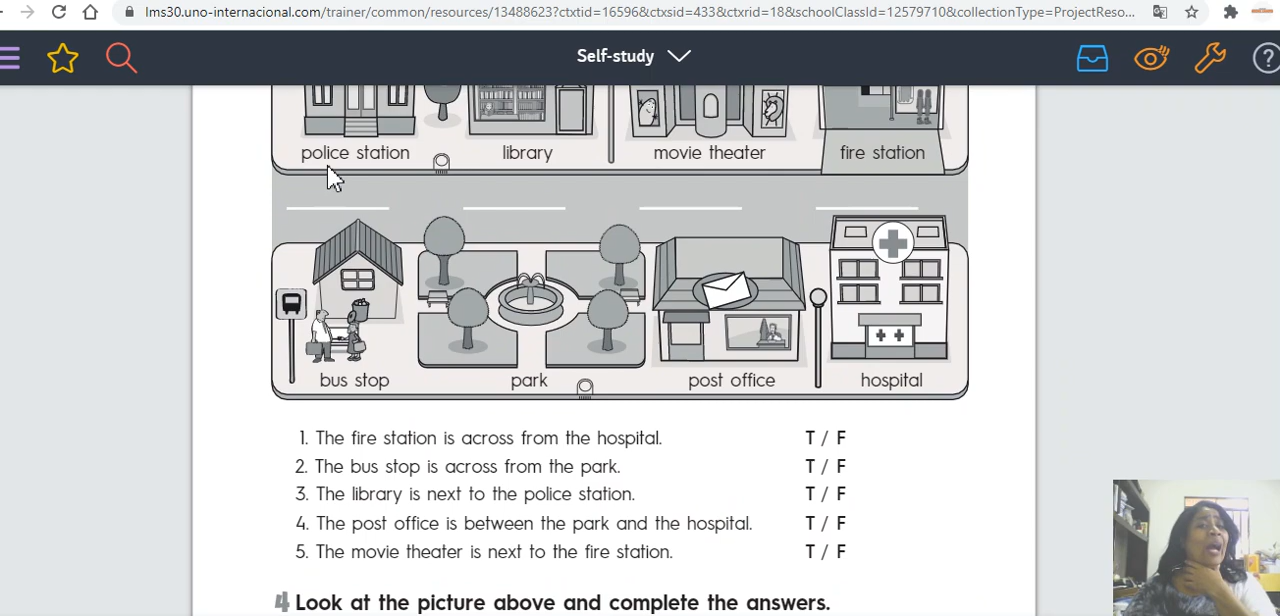 lms30.uno-internacional.com/trainer/common/resources/13488623?ctxtid=16596&ctxsid=433&ctxrid=18&schoolClassId=12579710&collectionType=ProjectReso...
Self-study
police station library movie theater fire station
bus stop park post office hospital
1. The fire station is across from the hospital. T / F
2. The bus stop is across from the park. T / F
3. The library is next to the police station. T / F
4. The post office is between the park and the hospital. T / F
5. The movie theater is next to the fire station. T / F
4 Look at the picture above and complete the answers.